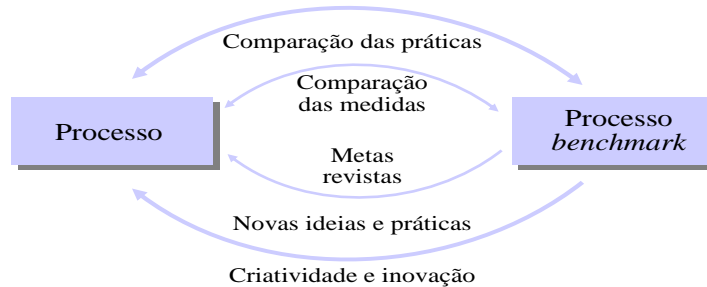 Comparação das práticas
Comparação
das medidas
Processo
Processo
benchmark
Metas
revistas
Novas ideias e práticas
Criatividade e inovação